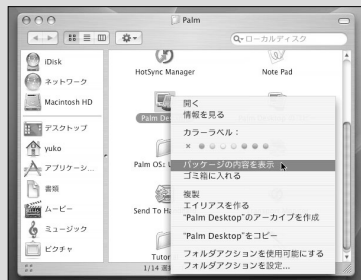 Palm
ローカルディスク
iDisk
ネットワーク
Macintosh HD
デスクトップ
yuko
アプリケーシ...
書類
ムービー
ミュージック
ピクチャ
HotSync Manager
Note Pad
Palm De
Palm OS
Send To Ha
Tutor
1/14
開く
情報を見る
カラーラベル：
パッケージの内容を表示
ゴミ箱に入れる
複製
エイリアスを作る
"Palm Desktop"のアーカイブを作成
"Palm Desktop"をコピー
フォルダアクションを使用可能にする
フォルダアクションを設定...